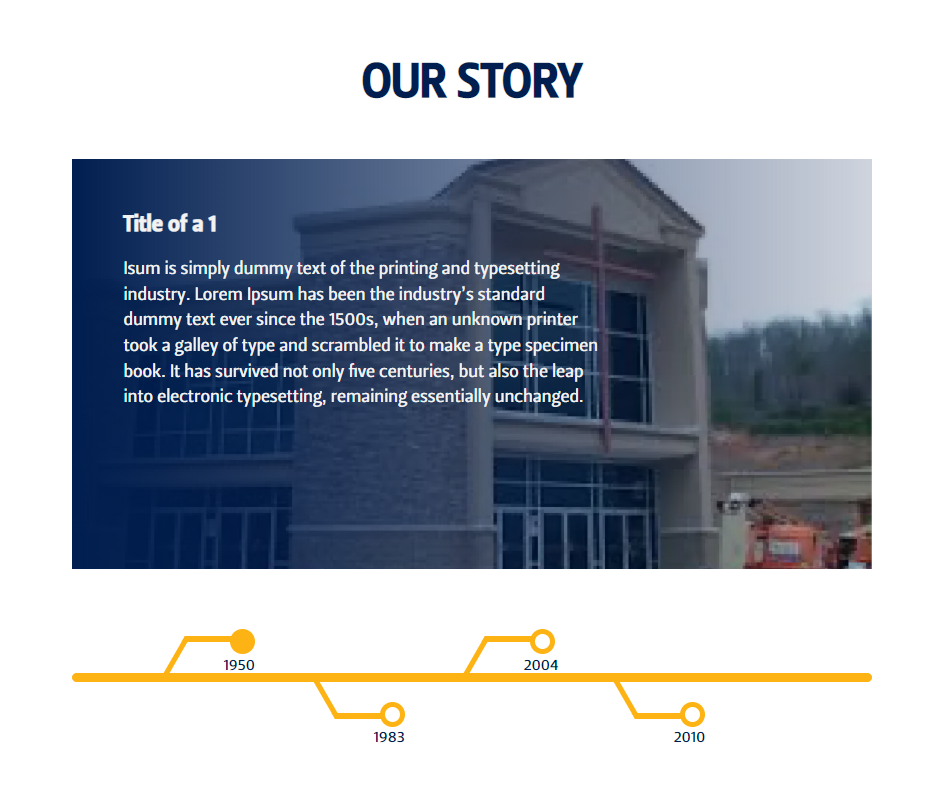 OUR STORY
Title of a 1
Isum is simply dummy text of the printing and typesetting
industry. Lorem Ipsum has been the industry's standard
dummy text ever since the 1500s, when an unknown printer
took a galley of type and scrambled it to make a type specimen
book. It has survived not only five centuries, but also the leap
into electronic typesetting, remaining essentially unchanged.
1950
2004
1983
2010